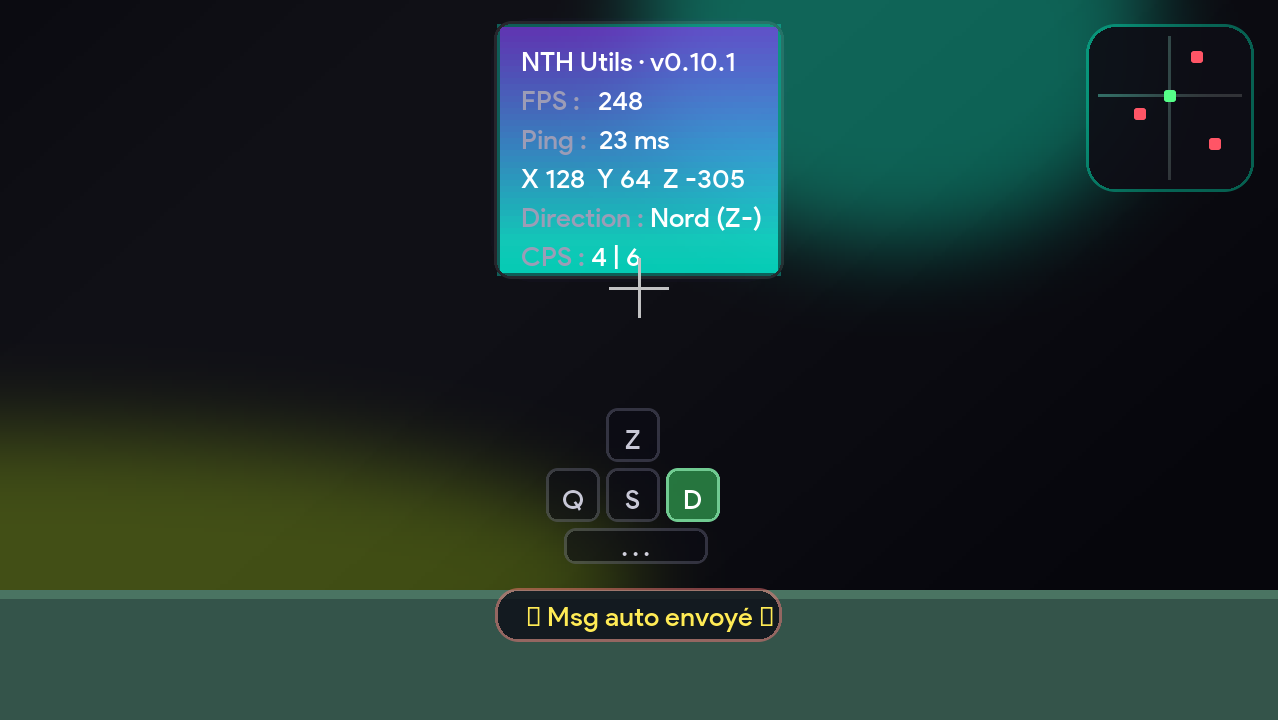 NTH Utils · v0.10.1
FPS : 248
Ping : 23 ms
X 128 Y 64 Z -305
Direction : Nord (Z-)
CPS : 4 | 6
Z
Q S D
...
Msg auto envoyé